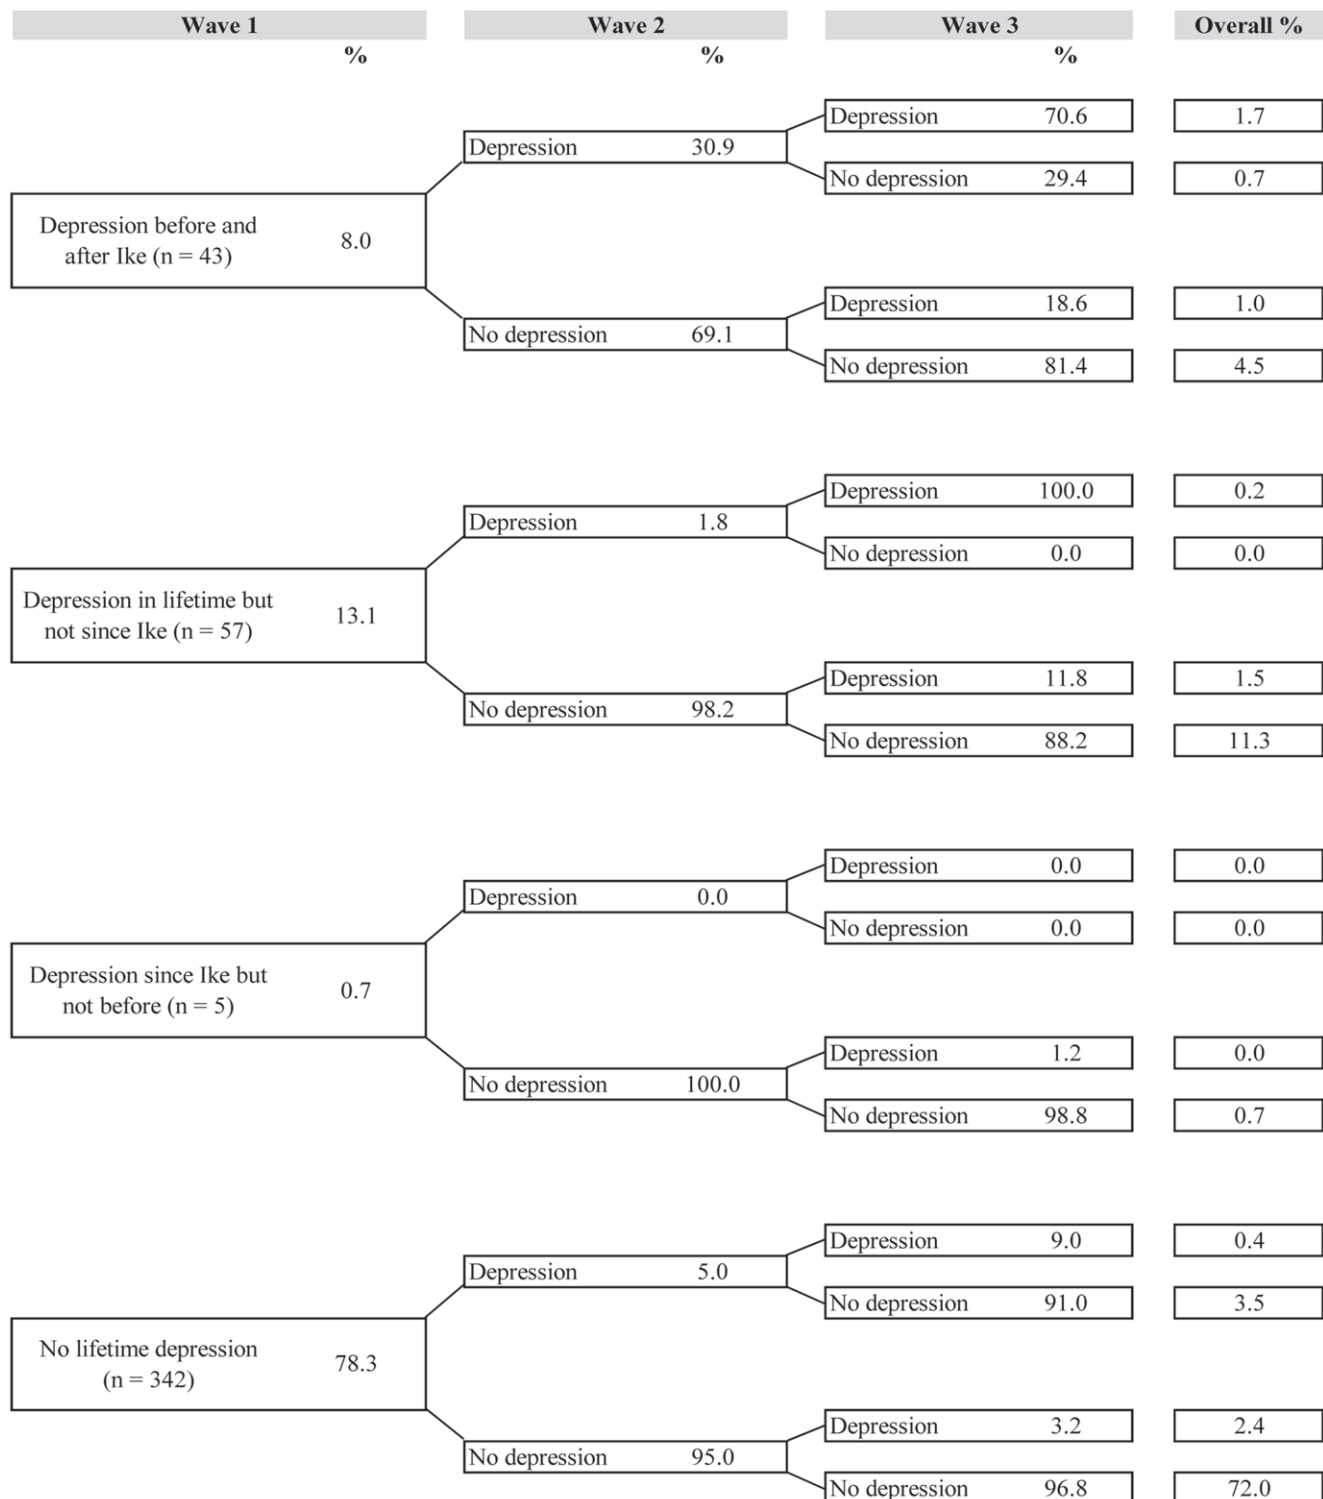 Wave 1 Wave 2 Wave 3 Overall %
% % %
Depression 70.6 1.7
Depression 30.9
No depression 29.4 0.7
Depression before and
after Ike (n = 43) 8.0
Depression 18.6 1.0
No depression 69.1
No depression 81.4 4.5
Depression 100.0 0.2
Depression 1.8
No depression 0.0 0.0
Depression in lifetime but
not since Ike (n = 57) 13.1
Depression 11.8 1.5
No depression 98.2
No depression 88.2 11.3
Depression 0.0 0.0
Depression 0.0
No depression 0.0 0.0
Depression since Ike but
not before (n = 5) 0.7
Depression 1.2 0.0
No depression 100.0
No depression 98.8 0.7
Depression 9.0 0.4
Depression 5.0
No depression 91.0 3.5
No lifetime depression
(n = 342) 78.3
Depression 3.2 2.4
No depression 95.0
No depression 96.8 72.0